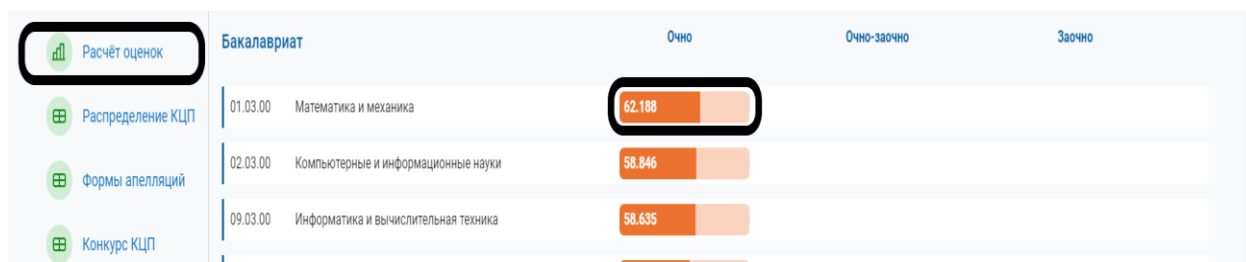 Расчёт оценок
Распределение КЦП
Формы апелляций
Конкурс КЦП
Бакалавриат Очно Очно-заочно Заочно
01.03.00 Математика и механика 62.188
02.03.00 Компьютерные и информационные науки 58.846
09.03.00 Информатика и вычислительная техника 58.635